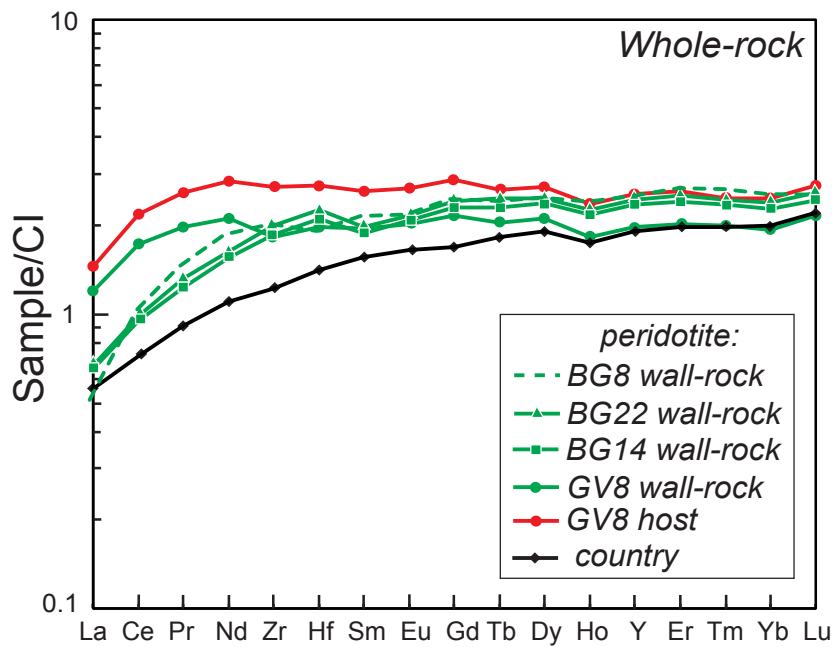 10
Whole-rock
Sample/CI
1
peridotite:
BG8 wall-rock
BG22 wall-rock
BG14 wall-rock
GV8 wall-rock
GV8 host
country
0.1
La Ce Pr Nd Zr Hf Sm Eu Gd Tb Dy Ho Y Er Tm Yb Lu